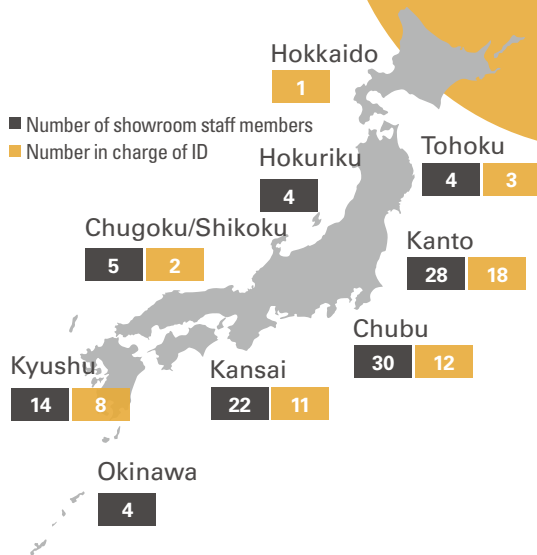 Hokkaido
1
Number of showroom staff members
Number in charge of ID
Hokuriku
4
Tohoku
4 3
Chugoku/Shikoku
5 2
Kanto
28 18
Chubu
30 12
Kyushu
14 8
Kansai
22 11
Okinawa
4